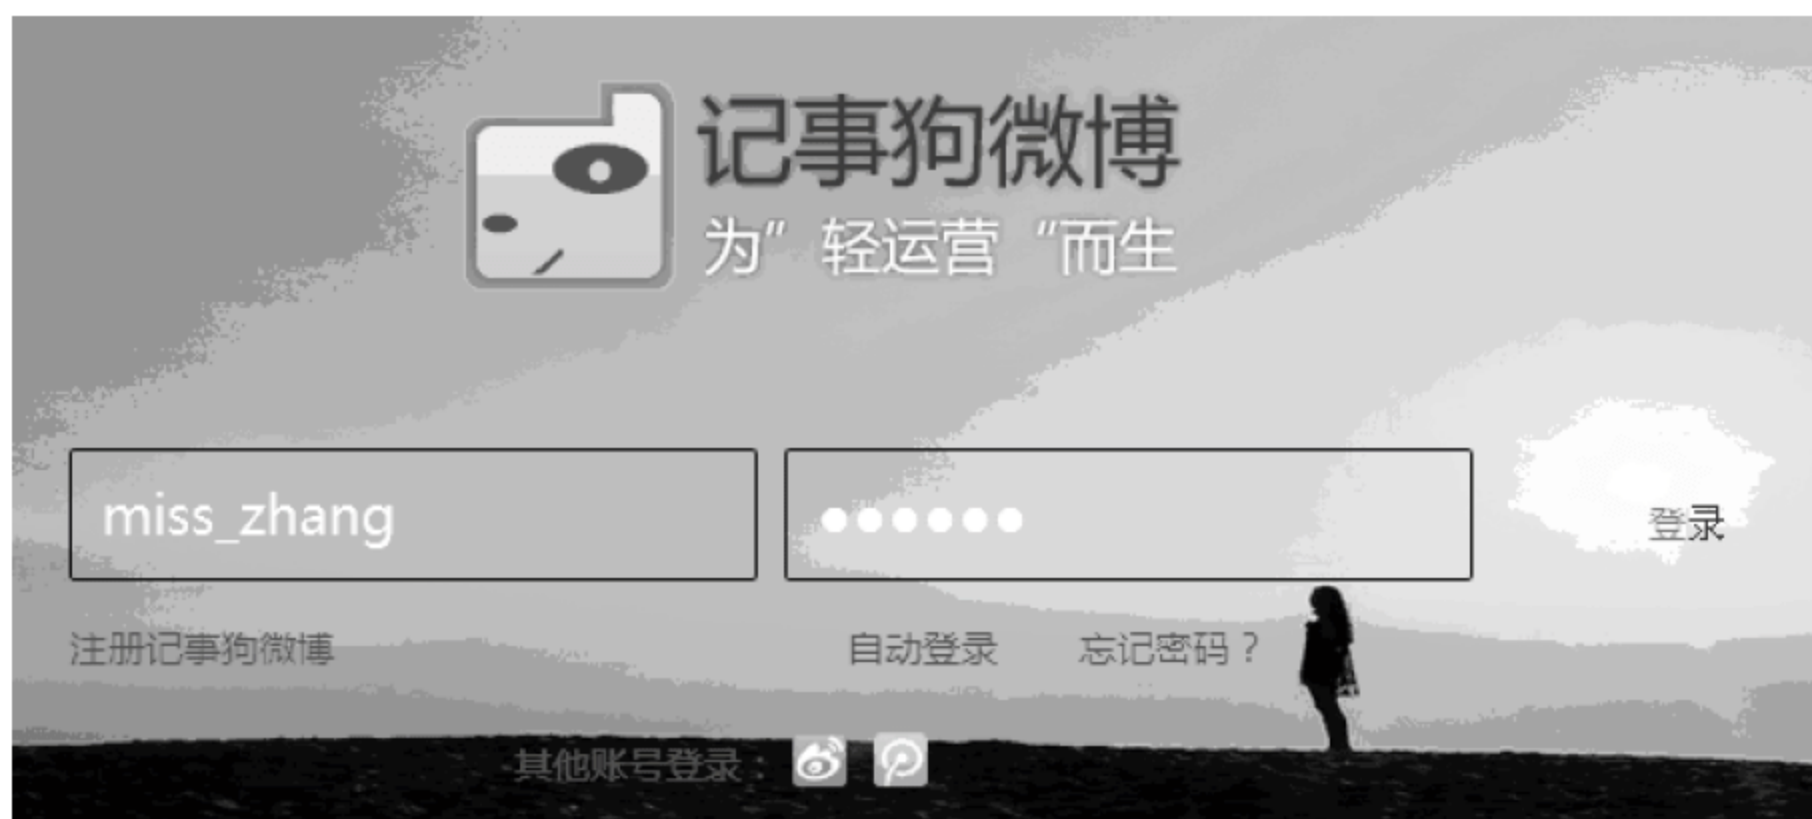 记事狗微博
为”轻运营“而生
miss_zhang
●●●●●●
登录
注册记事狗微博 自动登录 忘记密码？
其他账号登录：